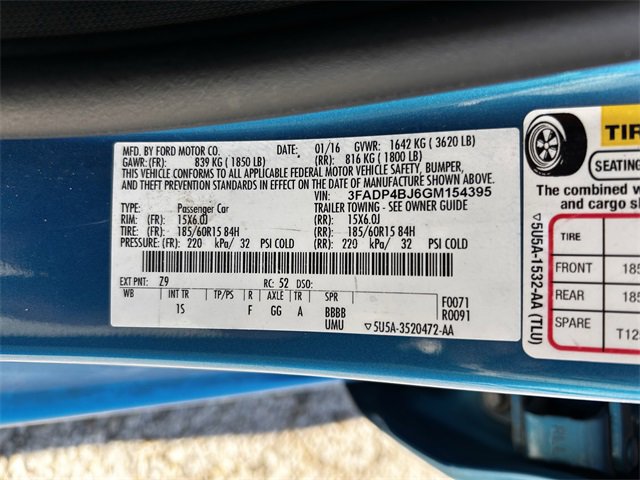 MFD. BY FORD MOTOR CO. DATE: 01/16 GVWR: 1642 KG ( 3620 LB)
GAWR: (FR): 839 KG ( 1850 LB) (RR): 816 KG ( 1800 LB)
THIS VEHICLE CONFORMS TO ALL APPLICABLE FEDERAL MOTOR VEHICLE SAFETY, BUMPER,
AND THEFT PREVENTION STANDARDS IN EFFECT ON THE DATE OF MANUFACTURE SHOWN ABOVE.
VIN: 3FADP4BJ6GM154395
TYPE: Passenger Car TRAILER TOWING - SEE OWNER GUIDE
RIM: (FR): 15X6.0J (RR): 15X6.0J
TIRE: (FR): 185/60R15 84H (RR): 185/60R15 84H
PRESSURE: (FR): 220 kPa/ 32 PSI COLD (RR): 220 kPa/ 32 PSI COLD
EXT PNT: Z9 RC: 52 DSO:
WB INT TR TP/PS R AXLE TR SPR F0071
1S F GG A BBBB R0091
UMU ▽5U5A-3520472-AA
▽5U5A-1532-AA (TLU)
TIR
SEATING
The combined w
and cargo s
TIRE
FRONT 185
REAR 185
SPARE T125